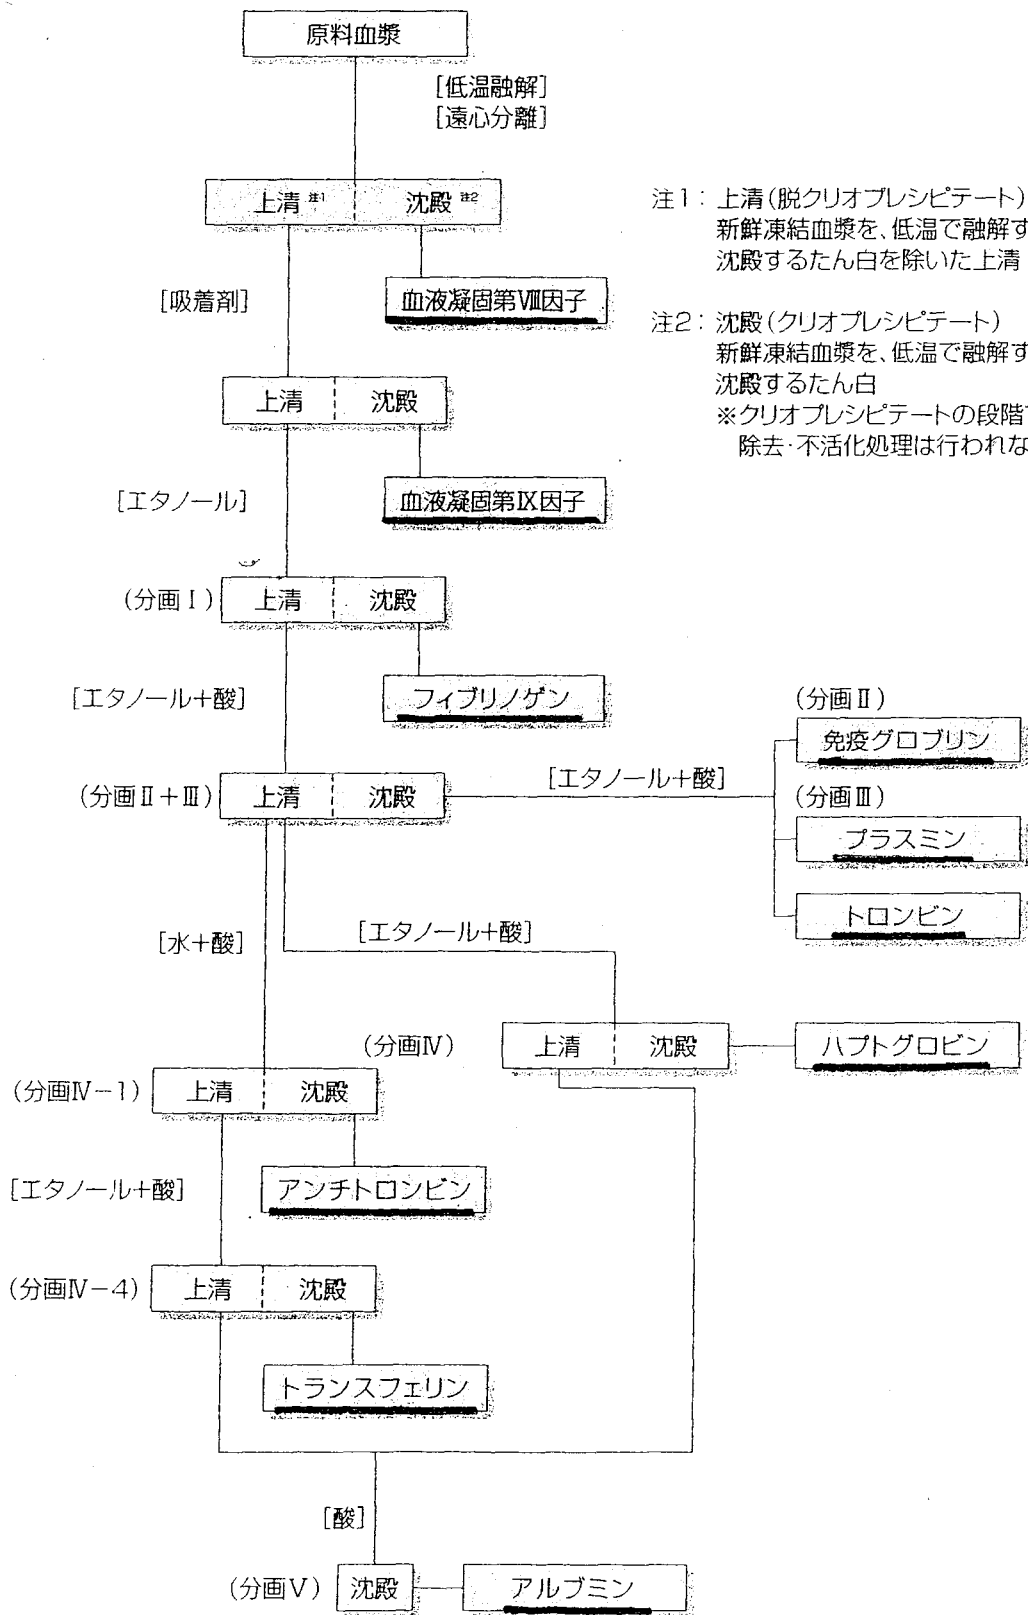 原料血漿
[低温融解]
[遠心分離]
上清 注1 沈殿 注2
注1：上清(脱クリオプレシピテート)
新鮮凍結血漿を、低温で融解す
沈殿するたん白を除いた上清
[吸着剤]
血液凝固第Ⅷ因子
注2：沈殿(クリオプレシピテート)
新鮮凍結血漿を、低温で融解す
沈殿するたん白
※クリオプレシピテートの段階で
除去・不活化処理は行われな
上清 沈殿
[エタノール]
血液凝固第Ⅸ因子
(分画Ⅰ) 上清 沈殿
[エタノール+酸]
フィブリノゲン
(分画Ⅱ)
免疫グロブリン
(分画Ⅱ+Ⅲ) 上清 沈殿 [エタノール+酸]
(分画Ⅲ)
プラスミン
トロンビン
[水+酸] [エタノール+酸]
(分画Ⅳ) 上清 沈殿 ハプトグロビン
(分画Ⅳ-1) 上清 沈殿
[エタノール+酸] アンチトロンビン
(分画Ⅳ-4) 上清 沈殿
トランスフェリン
[酸]
(分画Ⅴ) 沈殿 アルブミン